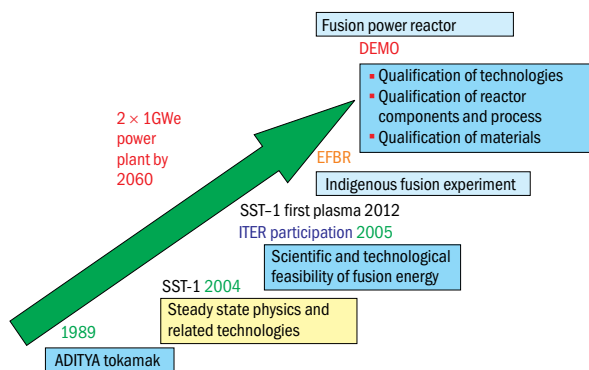 Fusion power reactor
DEMO
▪ Qualification of technologies
▪ Qualification of reactor
components and process
▪ Qualification of materials
2 × 1GWe
power
plant by
2060
EFBR
Indigenous fusion experiment
SST–1 first plasma 2012
ITER participation 2005
Scientific and technological
feasibility of fusion energy
SST-1 2004
Steady state physics and
related technologies
1989
ADITYA tokamak